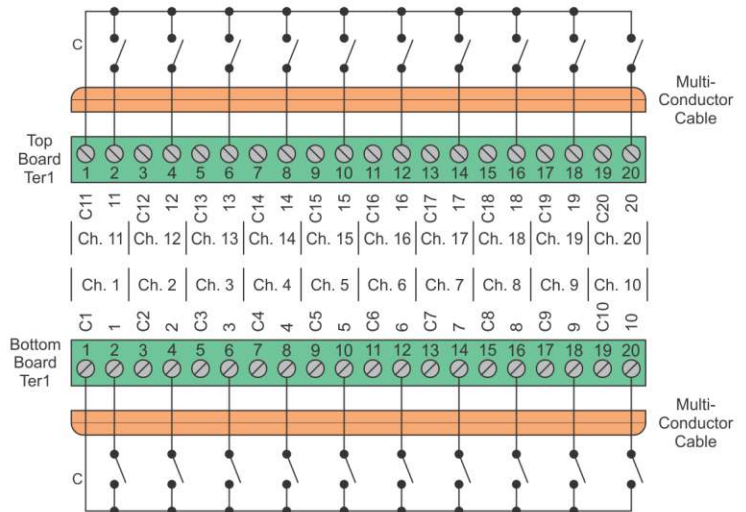 C
Multi-
Conductor
Cable
Top
Board
Ter1
1 2 3 4 5 6 7 8 9 10 11 12 13 14 15 16 17 18 19 20
C11 11 C12 12 C13 13 C14 14 C15 15 C16 16 C17 17 C18 18 C19 19 C20 20
Ch. 11 Ch. 12 Ch. 13 Ch. 14 Ch. 15 Ch. 16 Ch. 17 Ch. 18 Ch. 19 Ch. 20
Ch. 1 Ch. 2 Ch. 3 Ch. 4 Ch. 5 Ch. 6 Ch. 7 Ch. 8 Ch. 9 Ch. 10
C1 1 C2 2 C3 3 C4 4 C5 5 C6 6 C7 7 C8 8 C9 9 C10 10
Bottom
Board
Ter1
1 2 3 4 5 6 7 8 9 10 11 12 13 14 15 16 17 18 19 20
Multi-
Conductor
Cable
C